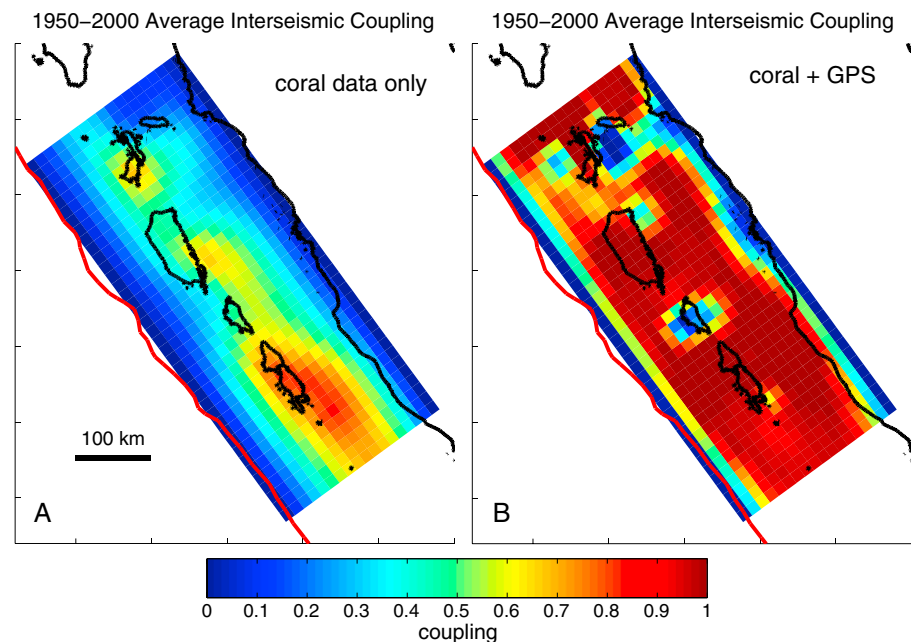 1950−2000 Average Interseismic Coupling
1950−2000 Average Interseismic Coupling
coral data only
coral + GPS
100 km
A
B
0 0.1 0.2 0.3 0.4 0.5 0.6 0.7 0.8 0.9 1
coupling